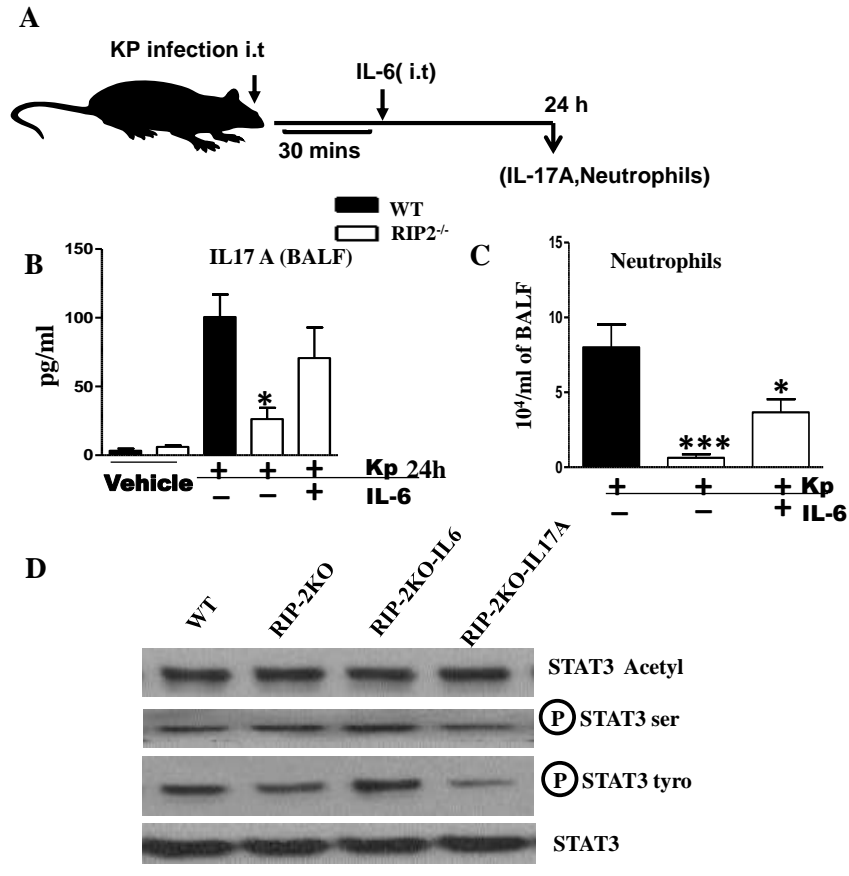 A
KP infection i.t
IL-6( i.t)
24 h
30 mins
(IL-17A,Neutrophils)
WT
RIP2-/-
B
IL17 A (BALF)
150
100
50
0
pg/ml
*
Vehicle
+ + + Kp 24h
– – + IL-6
C
Neutrophils
15
10
5
0
10⁴/ml of BALF
***
*
+ + + Kp
– – + IL-6
D
WT
RIP-2KO
RIP-2KO-IL6
RIP-2KO-IL17A
STAT3 Acetyl
P STAT3 ser
P STAT3 tyro
STAT3